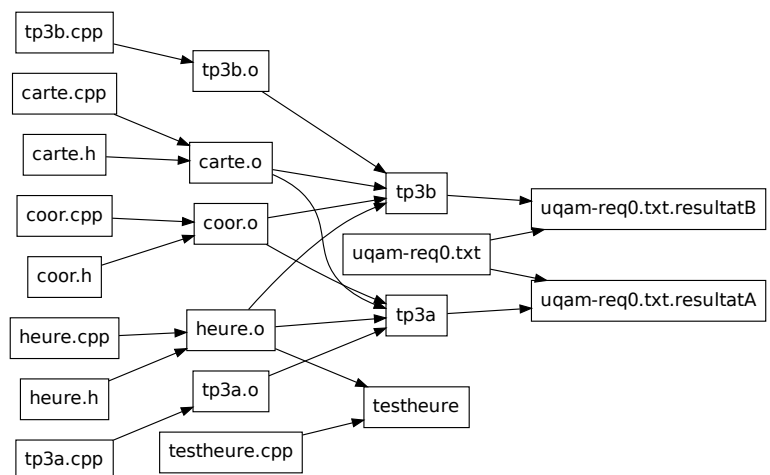 tp3b.cpp
tp3b.o
carte.cpp
carte.h
carte.o
tp3b
coor.cpp
coor.o
uqam-req0.txt.resultatB
uqam-req0.txt
coor.h
uqam-req0.txt.resultatA
heure.cpp
heure.o
tp3a
heure.h
tp3a.o
testheure
tp3a.cpp
testheure.cpp